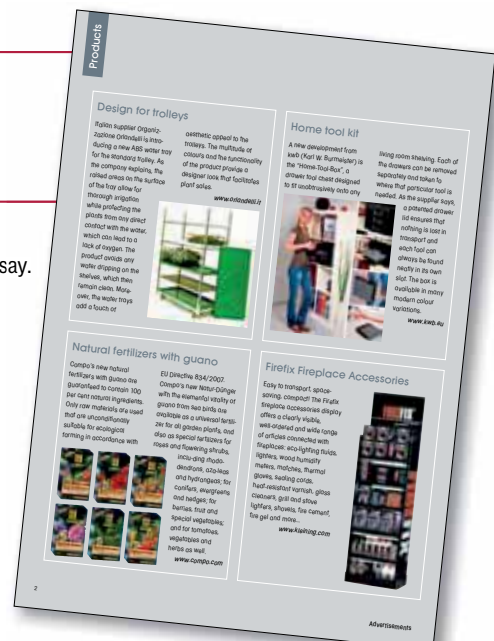 say.
Products
Design for trolleys
Italian supplier Organiz-
zazione Orlandelli is intro-
ducing a new ABS water tray
for the standard trolley. As
the company explains, the
raised areas on the surface
of the tray allow for
thorough irrigation
while protecting the
plants from any direct
contact with the water,
which can lead to a
lack of oxygen. The
product avoids any
water dripping on the
shelves, which then
remain clean. More-
over, the water trays
add a touch of
aesthetic appeal to the
trolleys. The multitude of
colours and the functionality
of the product provide a
designer look that facilitates
plant sales.
www.orlandelli.it
Home tool kit
A new development from
kwb (Karl W. Burmeister) is
the "Home-Tool-Box", a
drawer tool chest designed
to fit unobtrusively onto any
living room shelving. Each of
the drawers can be removed
separately and taken to
where that particular tool is
needed. As the supplier says,
a patented drawer
lid ensures that
nothing is lost in
transport and
each tool can
always be found
neatly in its own
slot. The box is
available in many
modern colour
variations.
www.kwb.eu
Natural fertilizers with guano
Compo's new natural
fertilizers with guano are
guaranteed to contain 100
per cent natural ingredients.
Only raw materials are used
that are unconditionally
suitable for ecological
farming in accordance with
EU Directive 834/2007.
Compo's new Natur-Dünger
with the elemental vitality of
guano from sea birds are
available as a universal fertili-
zer for all garden plants, and
also as special fertilizers for
roses and flowering shrubs,
inclu-ding rhodo-
dendrons, aza-leas
and hydrangeas; for
conifers, evergreens
and hedges; for
berries, fruit and
special vegetables;
and for tomatoes,
vegetables and
herbs as well.
www.compo.com
Firefix Fireplace Accessories
Easy to transport, space-
saving, compact! The Firefix
fireplace accessories display
offers a clearly visible,
well-ordered and wide range
of articles connected with
fireplaces: eco-lighting fluids,
lighters, wood humidity
meters, matches, thermal
gloves, sealing cords,
heat-resistant varnish, glass
cleaners, grill and stove
lighters, shovels, fire cement,
fire gel and more...
www.kleining.com
2
Advertisements